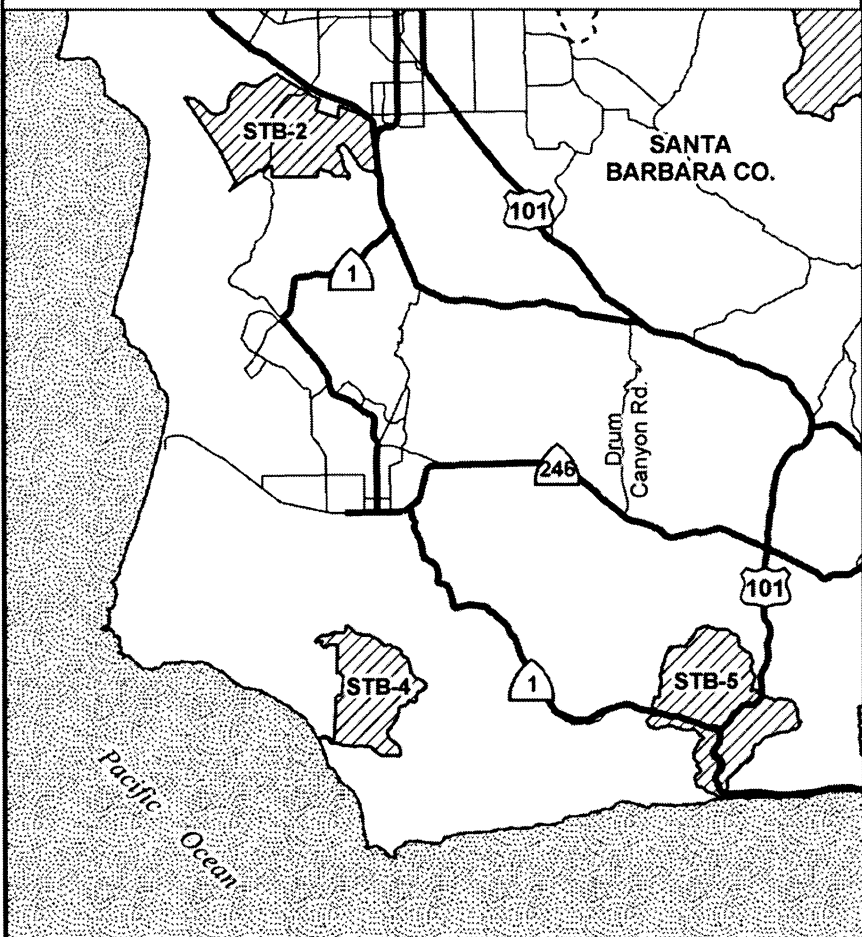 STB-2
SANTA
BARBARA CO.
101
1
Drum
Canyon Rd.
246
101
STB-4
1
STB-5
Pacific
Ocean